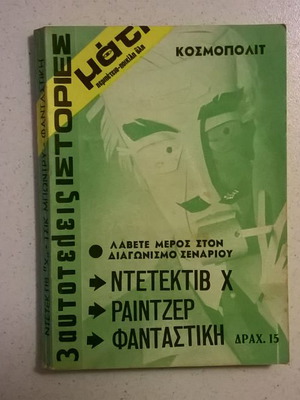 3 αυτοτελεις ΙΣΤΟΡΙΕΣ
μάτι
ΚΟΣΜΟΠΟΛΙΤ
ΛΑΒΕΤΕ ΜΕΡΟΣ ΣΤΟΝ
ΔΙΑΓΩΝΙΣΜΟ ΣΕΝΑΡΙΟΥ
ΝΤΕΤΕΚΤΙΒ Χ
ΡΑΙΝΤΖΕΡ
ΦΑΝΤΑΣΤΙΚΗ
ΔΡΑΧ. 15